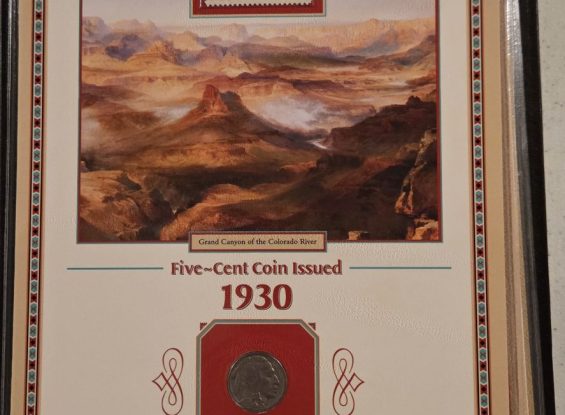 Grand Canyon of the Colorado River
Five~Cent Coin Issued
1930